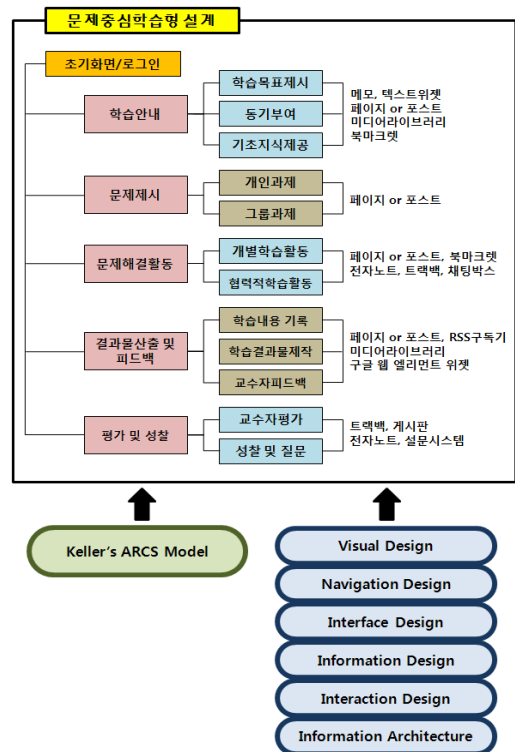 문제중심학습형 설계
초기화면/로그인
학습안내
학습목표제시
동기부여
기초지식제공
메모, 텍스트위젯
페이지 or 포스트
미디어라이브러리
북마크렛
문제제시
개인과제
그룹과제
페이지 or 포스트
문제해결활동
개별학습활동
협력적학습활동
페이지 or 포스트, 북마크렛
전자노트, 트랙백, 채팅박스
결과물산출 및
피드백
학습내용 기록
학습결과물제작
교수자피드백
페이지 or 포스트, RSS구독기
미디어라이브러리
구글 웹 엘리먼트 위젯
평가 및 성찰
교수자평가
성찰 및 질문
트랙백, 게시판
전자노트, 설문시스템
Keller's ARCS Model
Visual Design
Navigation Design
Interface Design
Information Design
Interaction Design
Information Architecture